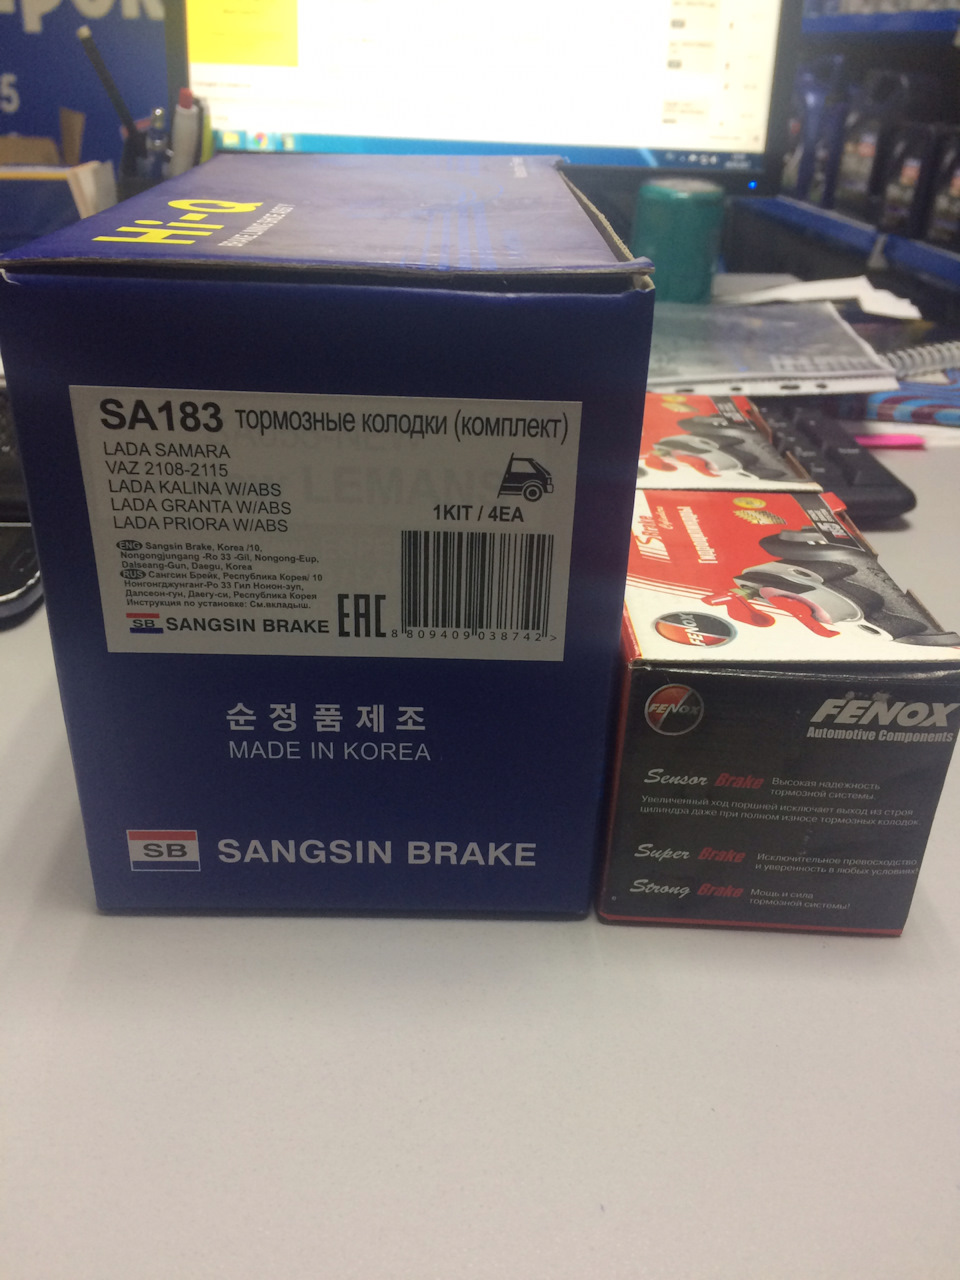 5
Hi-Q
SA183 тормозные колодки (комплект)
LADA SAMARA
VAZ 2108-2115
LADA KALINA W/ABS
LADA GRANTA W/ABS
LADA PRIORA W/ABS
1KIT / 4EA
ENG Sangsin Brake, Korea /10,
Nongongjungang -Ro 33 -Gil, Nongong-Eup,
Dalseang-Gun, Daegu, Korea
RUS Сангсин Брейк, Республика Корея/ 10
Нонгонгджунганг-Ро 33 Гил Нонон-эуп,
Далсеон-гун, Даегу-си, Республика Корея
Инструкция по установке: См.вкладыш.
SB SANGSIN BRAKE
EAC
8 809409 038742 >
순정품제조
MADE IN KOREA
SB SANGSIN BRAKE
Brake
Гидроцилиндры
FENOX
FENOX
FENOX
Automotive Components
Sensor Brake Высокая надежность
тормозной системы.
Увеличенный ход поршней исключает выход из строя
цилиндра даже при полном износе тормозных колодок.
Super Brake Исключительное превосходство
и уверенность в любых условиях!
Strong Brake Мощь и сила
тормозной системы!